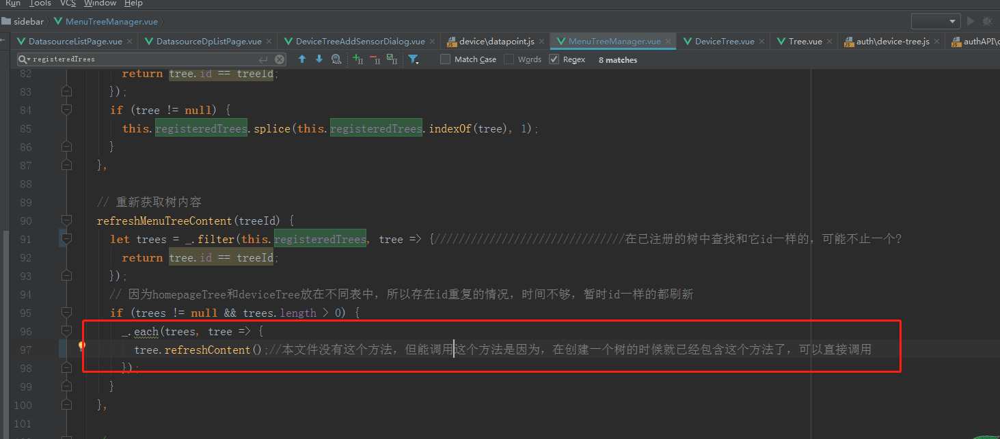 Run Tools VCS Window Help
sidebar MenuTreeManager.vue
DatasourceListPage.vue DatasourceDpListPage.vue DeviceTreeAddSensorDialog.vue device\datapoint.js MenuTreeManager.vue DeviceTree.vue Tree.vue auth\device-tree.js authAPI\
registeredTrees Match Case Words Regex 8 matches
82 return tree.id == treeId;
83 });
84 if (tree != null) {
85 this.registeredTrees.splice(this.registeredTrees.indexOf(tree), 1);
86 }
87 },
88
89 // 重新获取树内容
90 refreshMenuTreeContent(treeId) {
91 let trees = _.filter(this.registeredTrees, tree => {///////////////////////////////在已注册的树中查找和它id一样的，可能不止一个?
92 return tree.id == treeId;
93 });
94 // 因为homepageTree和deviceTree放在不同表中，所以存在id重复的情况，时间不够，暂时id一样的都刷新
95 if (trees != null && trees.length > 0) {
96 _.each(trees, tree => {
97 tree.refreshContent();//本文件没有这个方法，但能调用这个方法是因为，在创建一个树的时候就已经包含这个方法了，可以直接调用
98 });
99 }
100 },
101